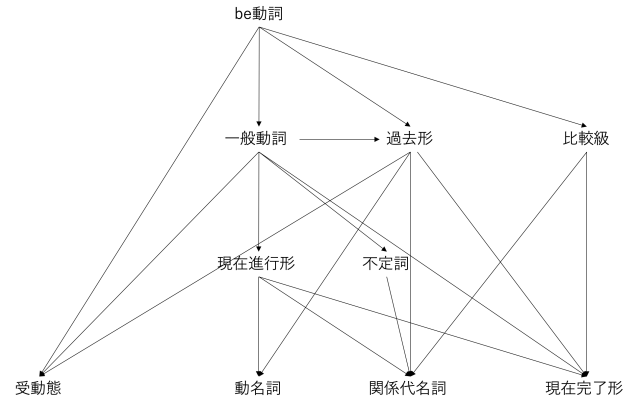 be動詞
一般動詞
過去形
比較級
現在進行形
不定詞
受動態
動名詞
関係代名詞
現在完了形